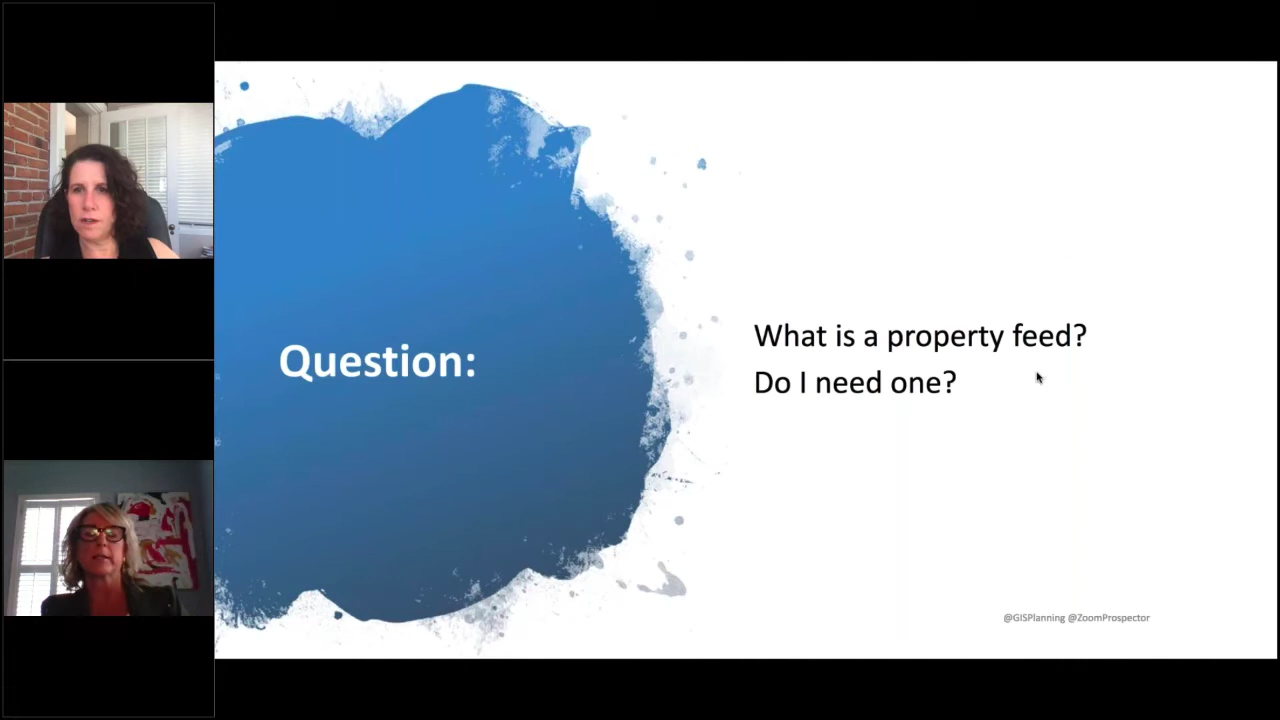 Question:
What is a property feed?
Do I need one?
@GISPlanning @ZoomProspector